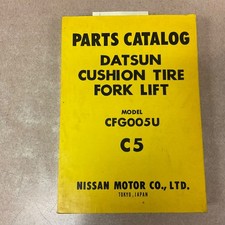 PARTS CATALOG
DATSUN
CUSHION TIRE
FORK LIFT
MODEL
CFG005U
C5
NISSAN MOTOR CO., LTD.
TOKYO, JAPAN